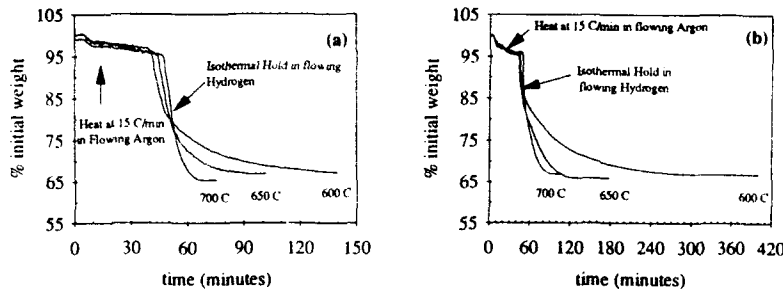 105
95
85
75
65
55
% initial weight
(a)
Isothermal Hold in flowing
Hydrogen
Heat at 15 C/min
in Flowing Argon
700 C
650 C
600 C
0
30
60
90
120
150
time (minutes)
105
95
85
75
65
55
% initial weight
Heat at 15 C/min in flowing Argon
(b)
Isothermal Hold in
flowing Hydrogen
700 C
650 C
600 C
0
60
120
180
240
300
360
420
time (minutes)